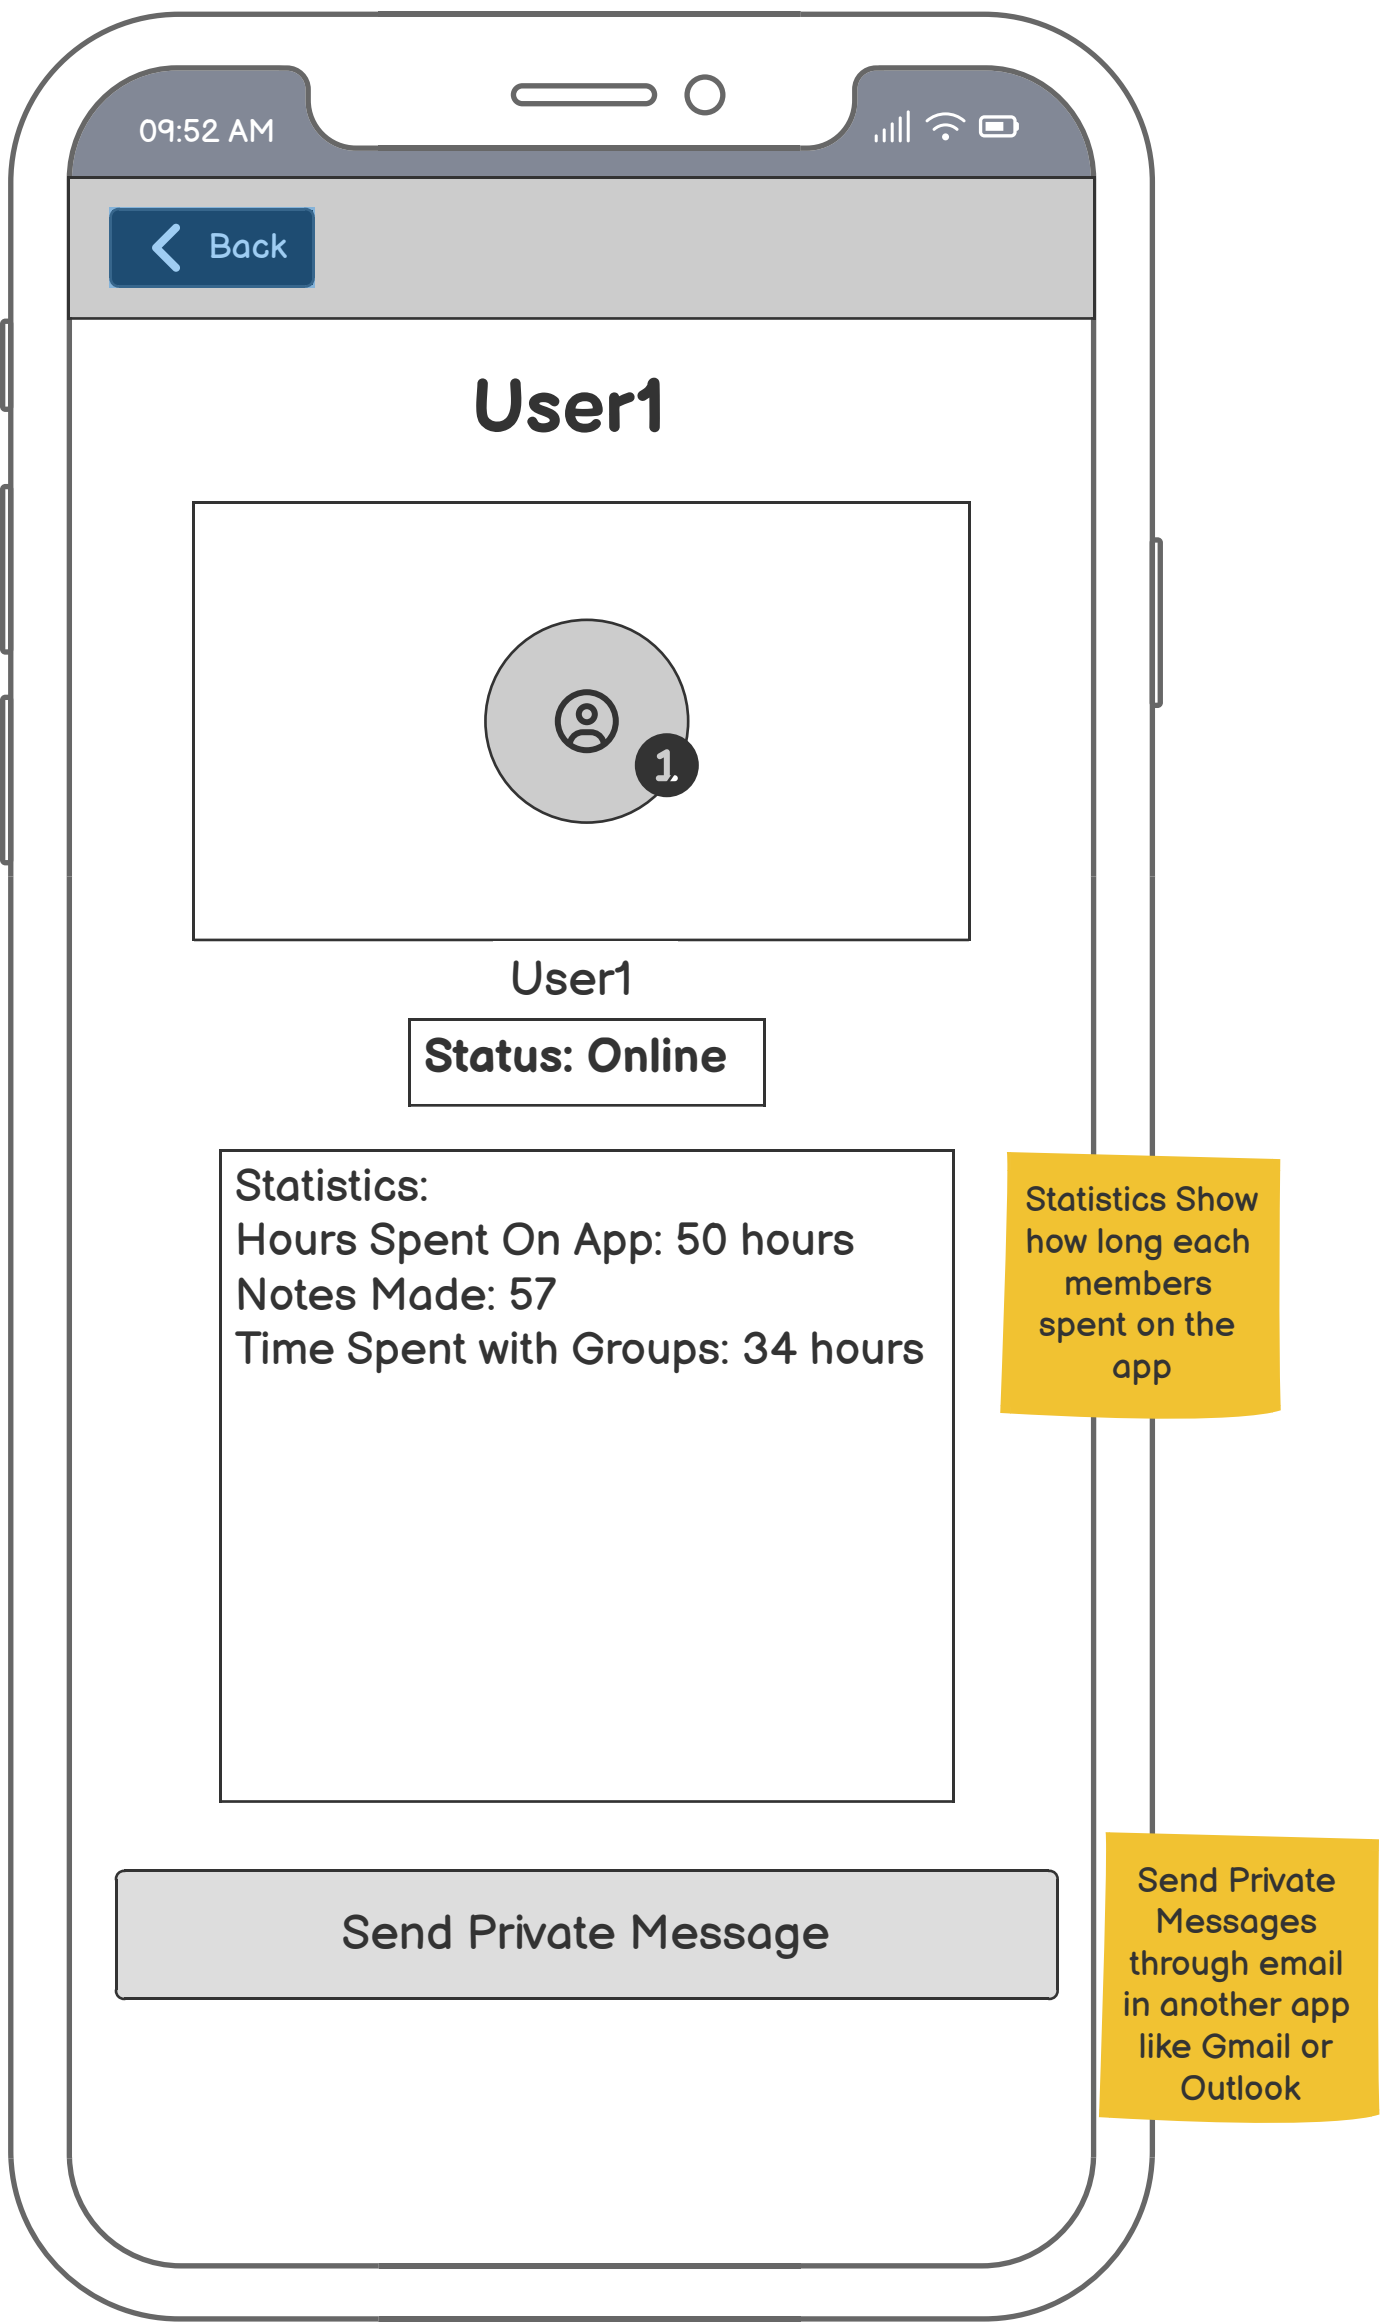 09:52 AM
Back
User1
1
User1
Status: Online
Statistics:
Hours Spent On App: 50 hours
Notes Made: 57
Time Spent with Groups: 34 hours
Statistics Show
how long each
members
spent on the
app
Send Private Message
Send Private
Messages
through email
in another app
like Gmail or
Outlook